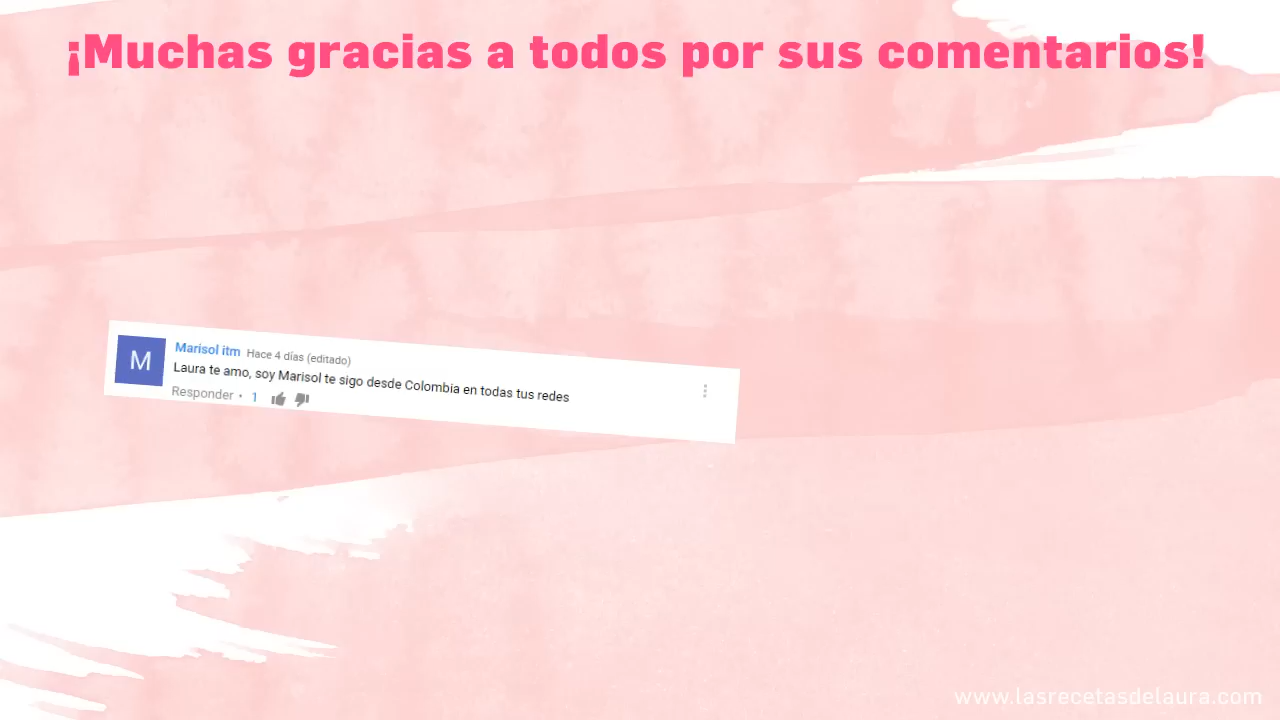 ¡Muchas gracias a todos por sus comentarios!
M
Marisol itm Hace 4 días (editado)
Laura te amo, soy Marisol te sigo desde Colombia en todas tus redes
Responder • 1
www.lasrecetasdelaura.com